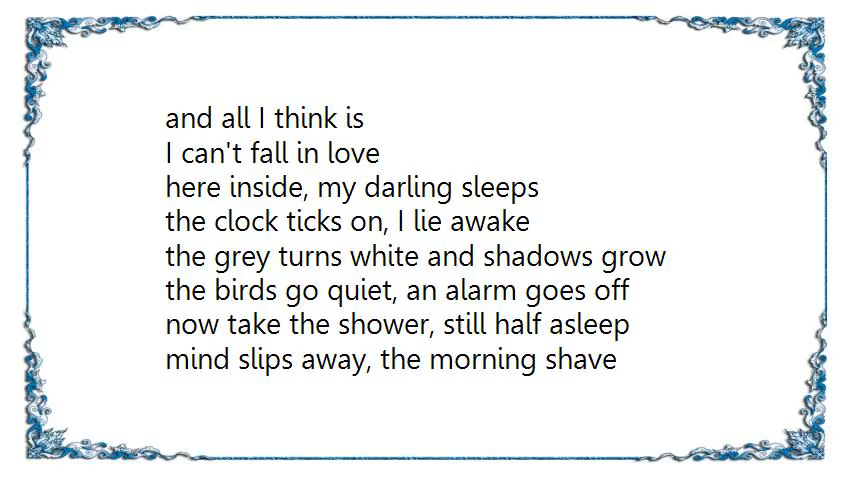 and all I think is
I can't fall in love
here inside, my darling sleeps
the clock ticks on, I lie awake
the grey turns white and shadows grow
the birds go quiet, an alarm goes off
now take the shower, still half asleep
mind slips away, the morning shave